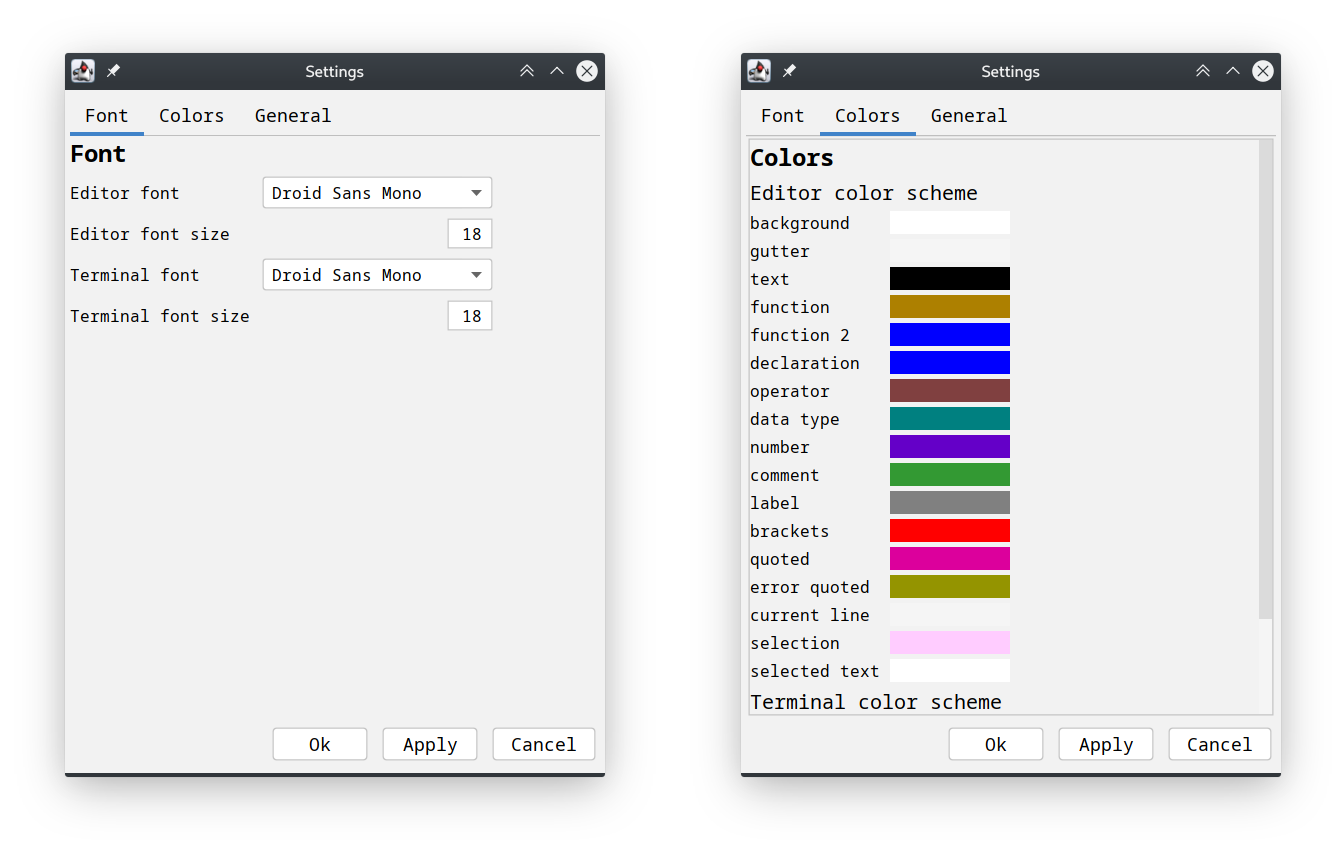 Settings
Font Colors General
Font
Editor font Droid Sans Mono
Editor font size 18
Terminal font Droid Sans Mono
Terminal font size 18
Ok Apply Cancel
Settings
Font Colors General
Colors
Editor color scheme
background
gutter
text
function
function 2
declaration
operator
data type
number
comment
label
brackets
quoted
error quoted
current line
selection
selected text
Terminal color scheme
Ok Apply Cancel